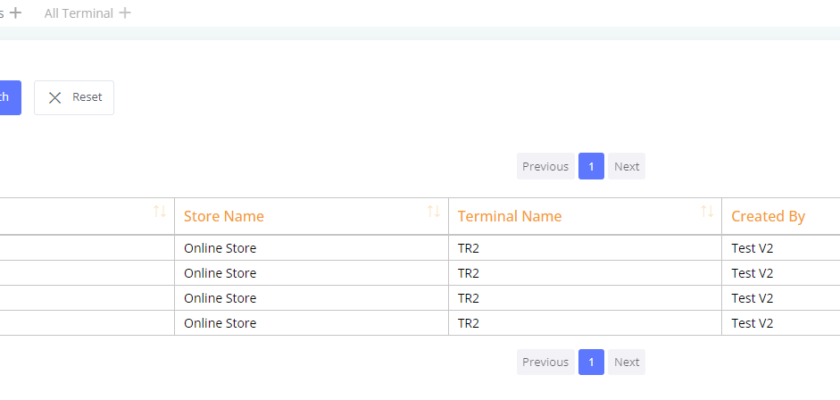 s All Terminal
th Reset
Previous 1 Next
Store Name Terminal Name Created By
Online Store TR2 Test V2
Online Store TR2 Test V2
Online Store TR2 Test V2
Online Store TR2 Test V2
Previous 1 Next